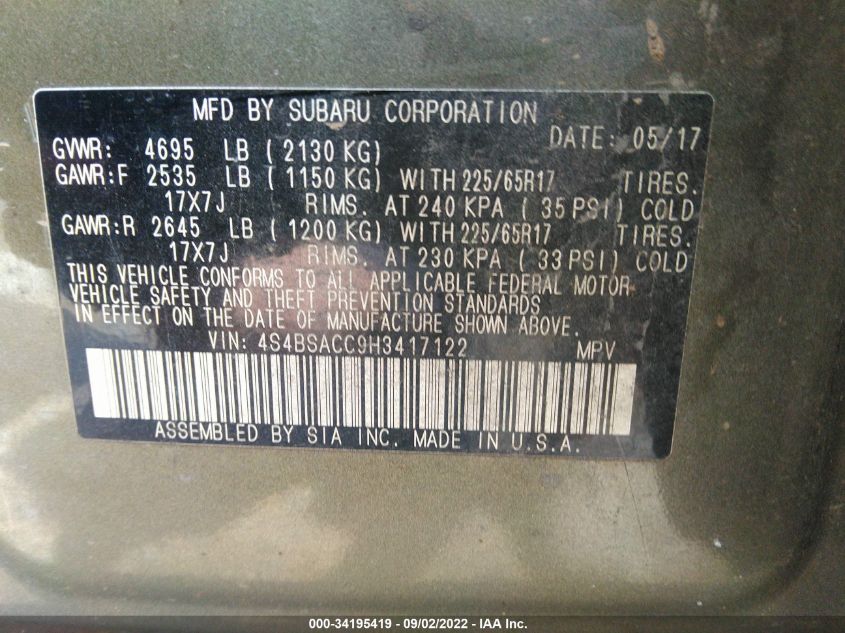 MFD BY SUBARU CORPORATION
DATE: 05/17
GVWR: 4695 LB ( 2130 KG)
GAWR:F 2535 LB ( 1150 KG) WITH 225/65R17 TIRES.
17X7J RIMS. AT 240 KPA ( 35 PSI) COLD
GAWR:R 2645 LB ( 1200 KG) WITH 225/65R17 TIRES.
17X7J RIMS. AT 230 KPA ( 33 PSI) COLD
THIS VEHICLE CONFORMS TO ALL APPLICABLE FEDERAL MOTOR
VEHICLE SAFETY AND THEFT PREVENTION STANDARDS
IN EFFECT ON THE DATE OF MANUFACTURE SHOWN ABOVE.
VIN: 4S4BSACC9H3417122 MPV
ASSEMBLED BY SIA INC. MADE IN U.S.A.
000-34195419 - 09/02/2022 - IAA Inc.